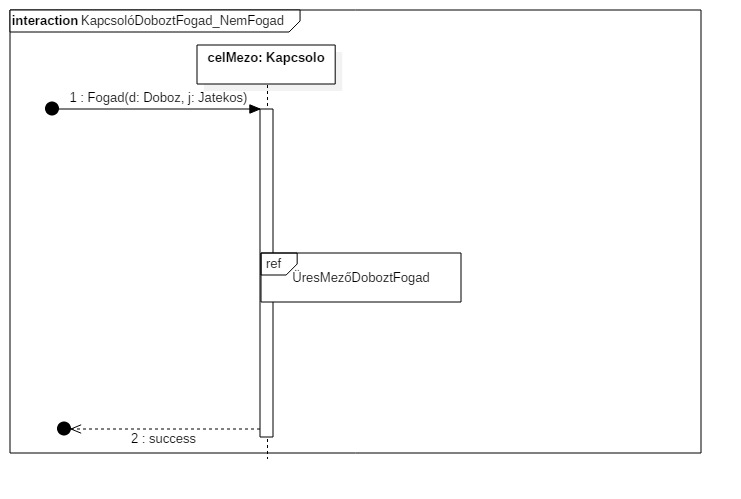 interaction KapcsolóDoboztFogad_NemFogad
celMezo: Kapcsolo
1 : Fogad(d: Doboz, j: Jatekos)
ref
ÜresMezőDoboztFogad
2 : success